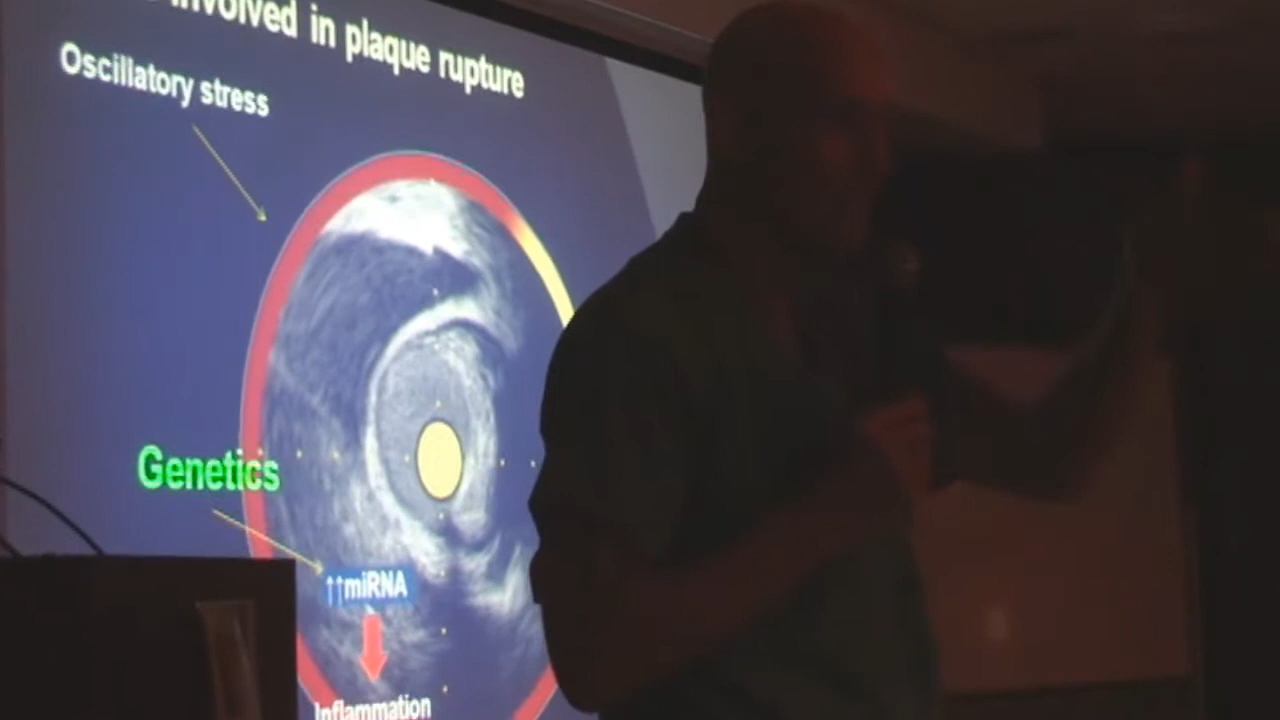 involved in plaque rupture
Oscillatory stress
Genetics
↑↑miRNA
Inflammation